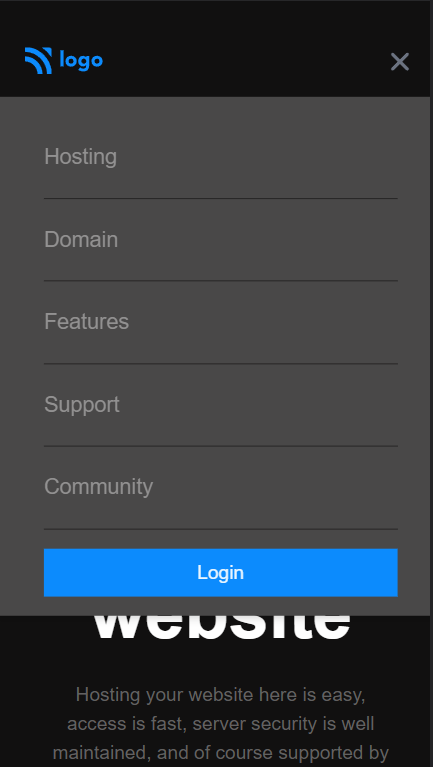 logo
Hosting
Domain
Features
Support
Community
Login
website
Hosting your website here is easy,
access is fast, server security is well
maintained, and of course supported by